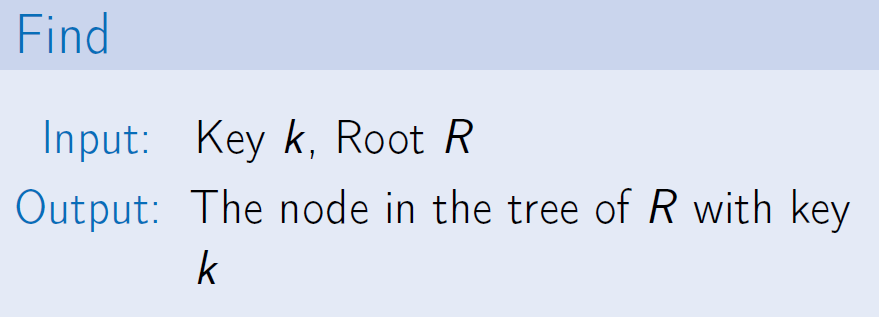 Find
Input: Key k, Root R
Output: The node in the tree of R with key
k